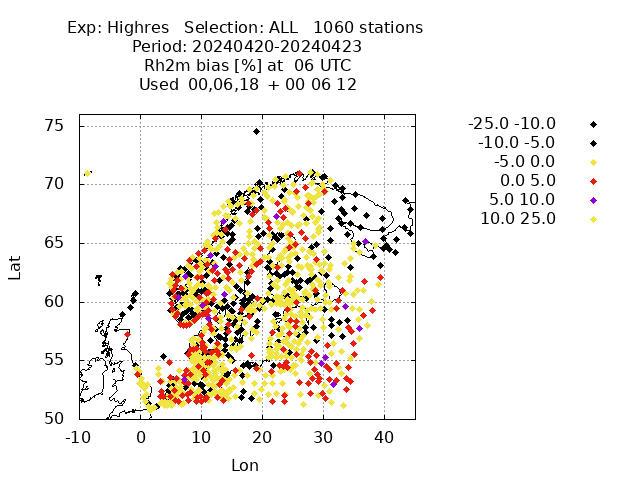 Exp: Highres   Selection: ALL   1060 stations
Period: 20240420-20240423
Rh2m bias [%] at  06 UTC
Used  00,06,18  + 00 06 12
-25.0 -10.0
-10.0 -5.0
-5.0 0.0
0.0 5.0
5.0 10.0
10.0 25.0
75
70
65
60
55
50
Lat
-10 0 10 20 30 40
Lon